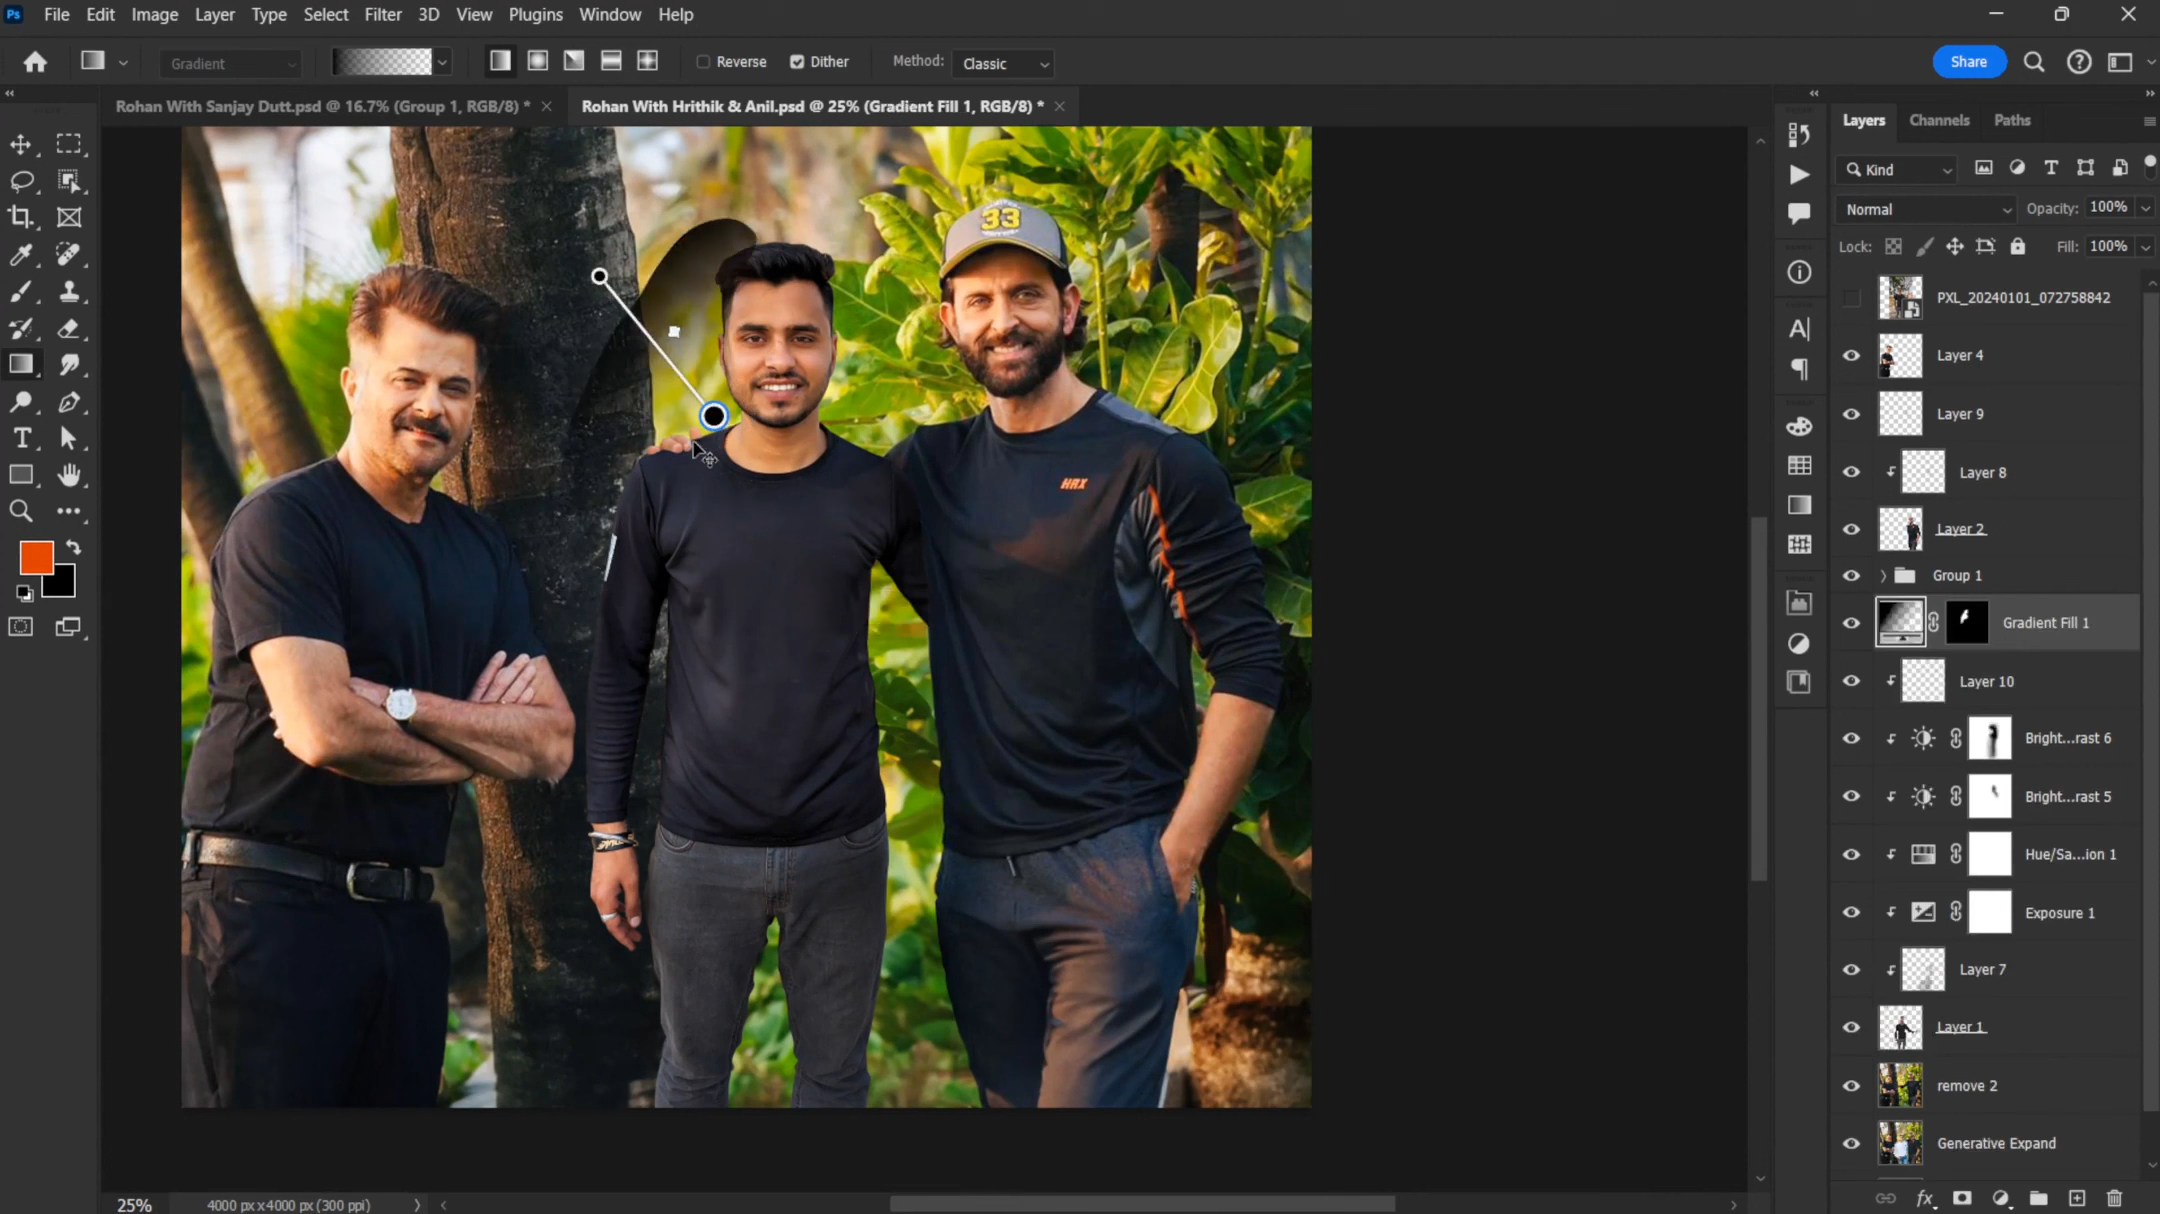 Ps File Edit Image Layer Type Select Filter 3D View Plugins Window Help
Gradient Reverse Dither Method: Classic Share
Rohan With Sanjay Dutt.psd @ 16.7% (Group 1, RGB/8) * Rohan With Hrithik & Anil.psd @ 25% (Gradient Fill 1, RGB/8) *
Layers Channels Paths
Kind
Normal Opacity: 100%
Lock: Fill: 100%
33
HRX
PXL_20240101_072758842
Layer 4
Layer 9
Layer 8
Layer 2
Group 1
Gradient Fill 1
Layer 10
Bright...rast 6
Bright...rast 5
Hue/Sa...ion 1
Exposure 1
Layer 7
Layer 1
remove 2
Generative Expand
25% 4000 px x 4000 px (300 ppi)